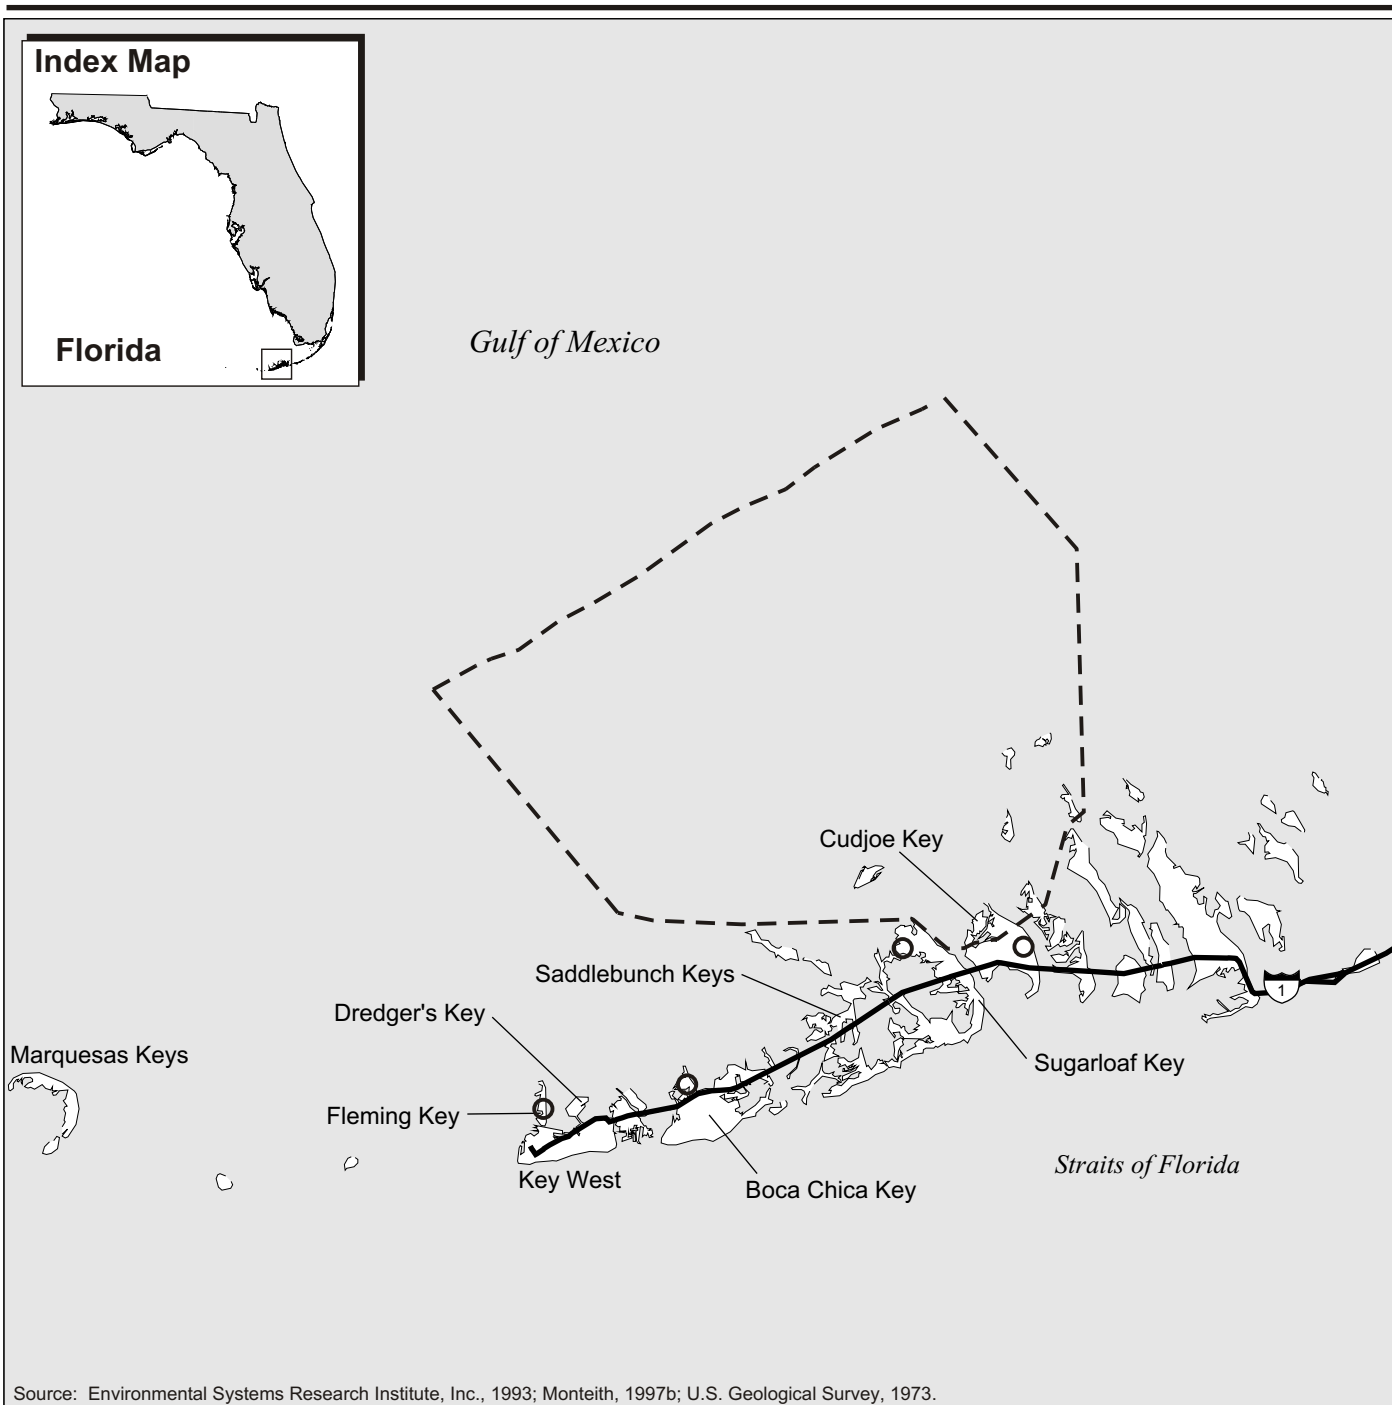 Index Map
Florida
Gulf of Mexico
Cudjoe Key
Saddlebunch Keys
Dredger's Key
1
Marquesas Keys
Sugarloaf Key
Fleming Key
Straits of Florida
Key West
Boca Chica Key
Source: Environmental Systems Research Institute, Inc., 1993; Monteith, 1997b; U.S. Geological Survey, 1973.